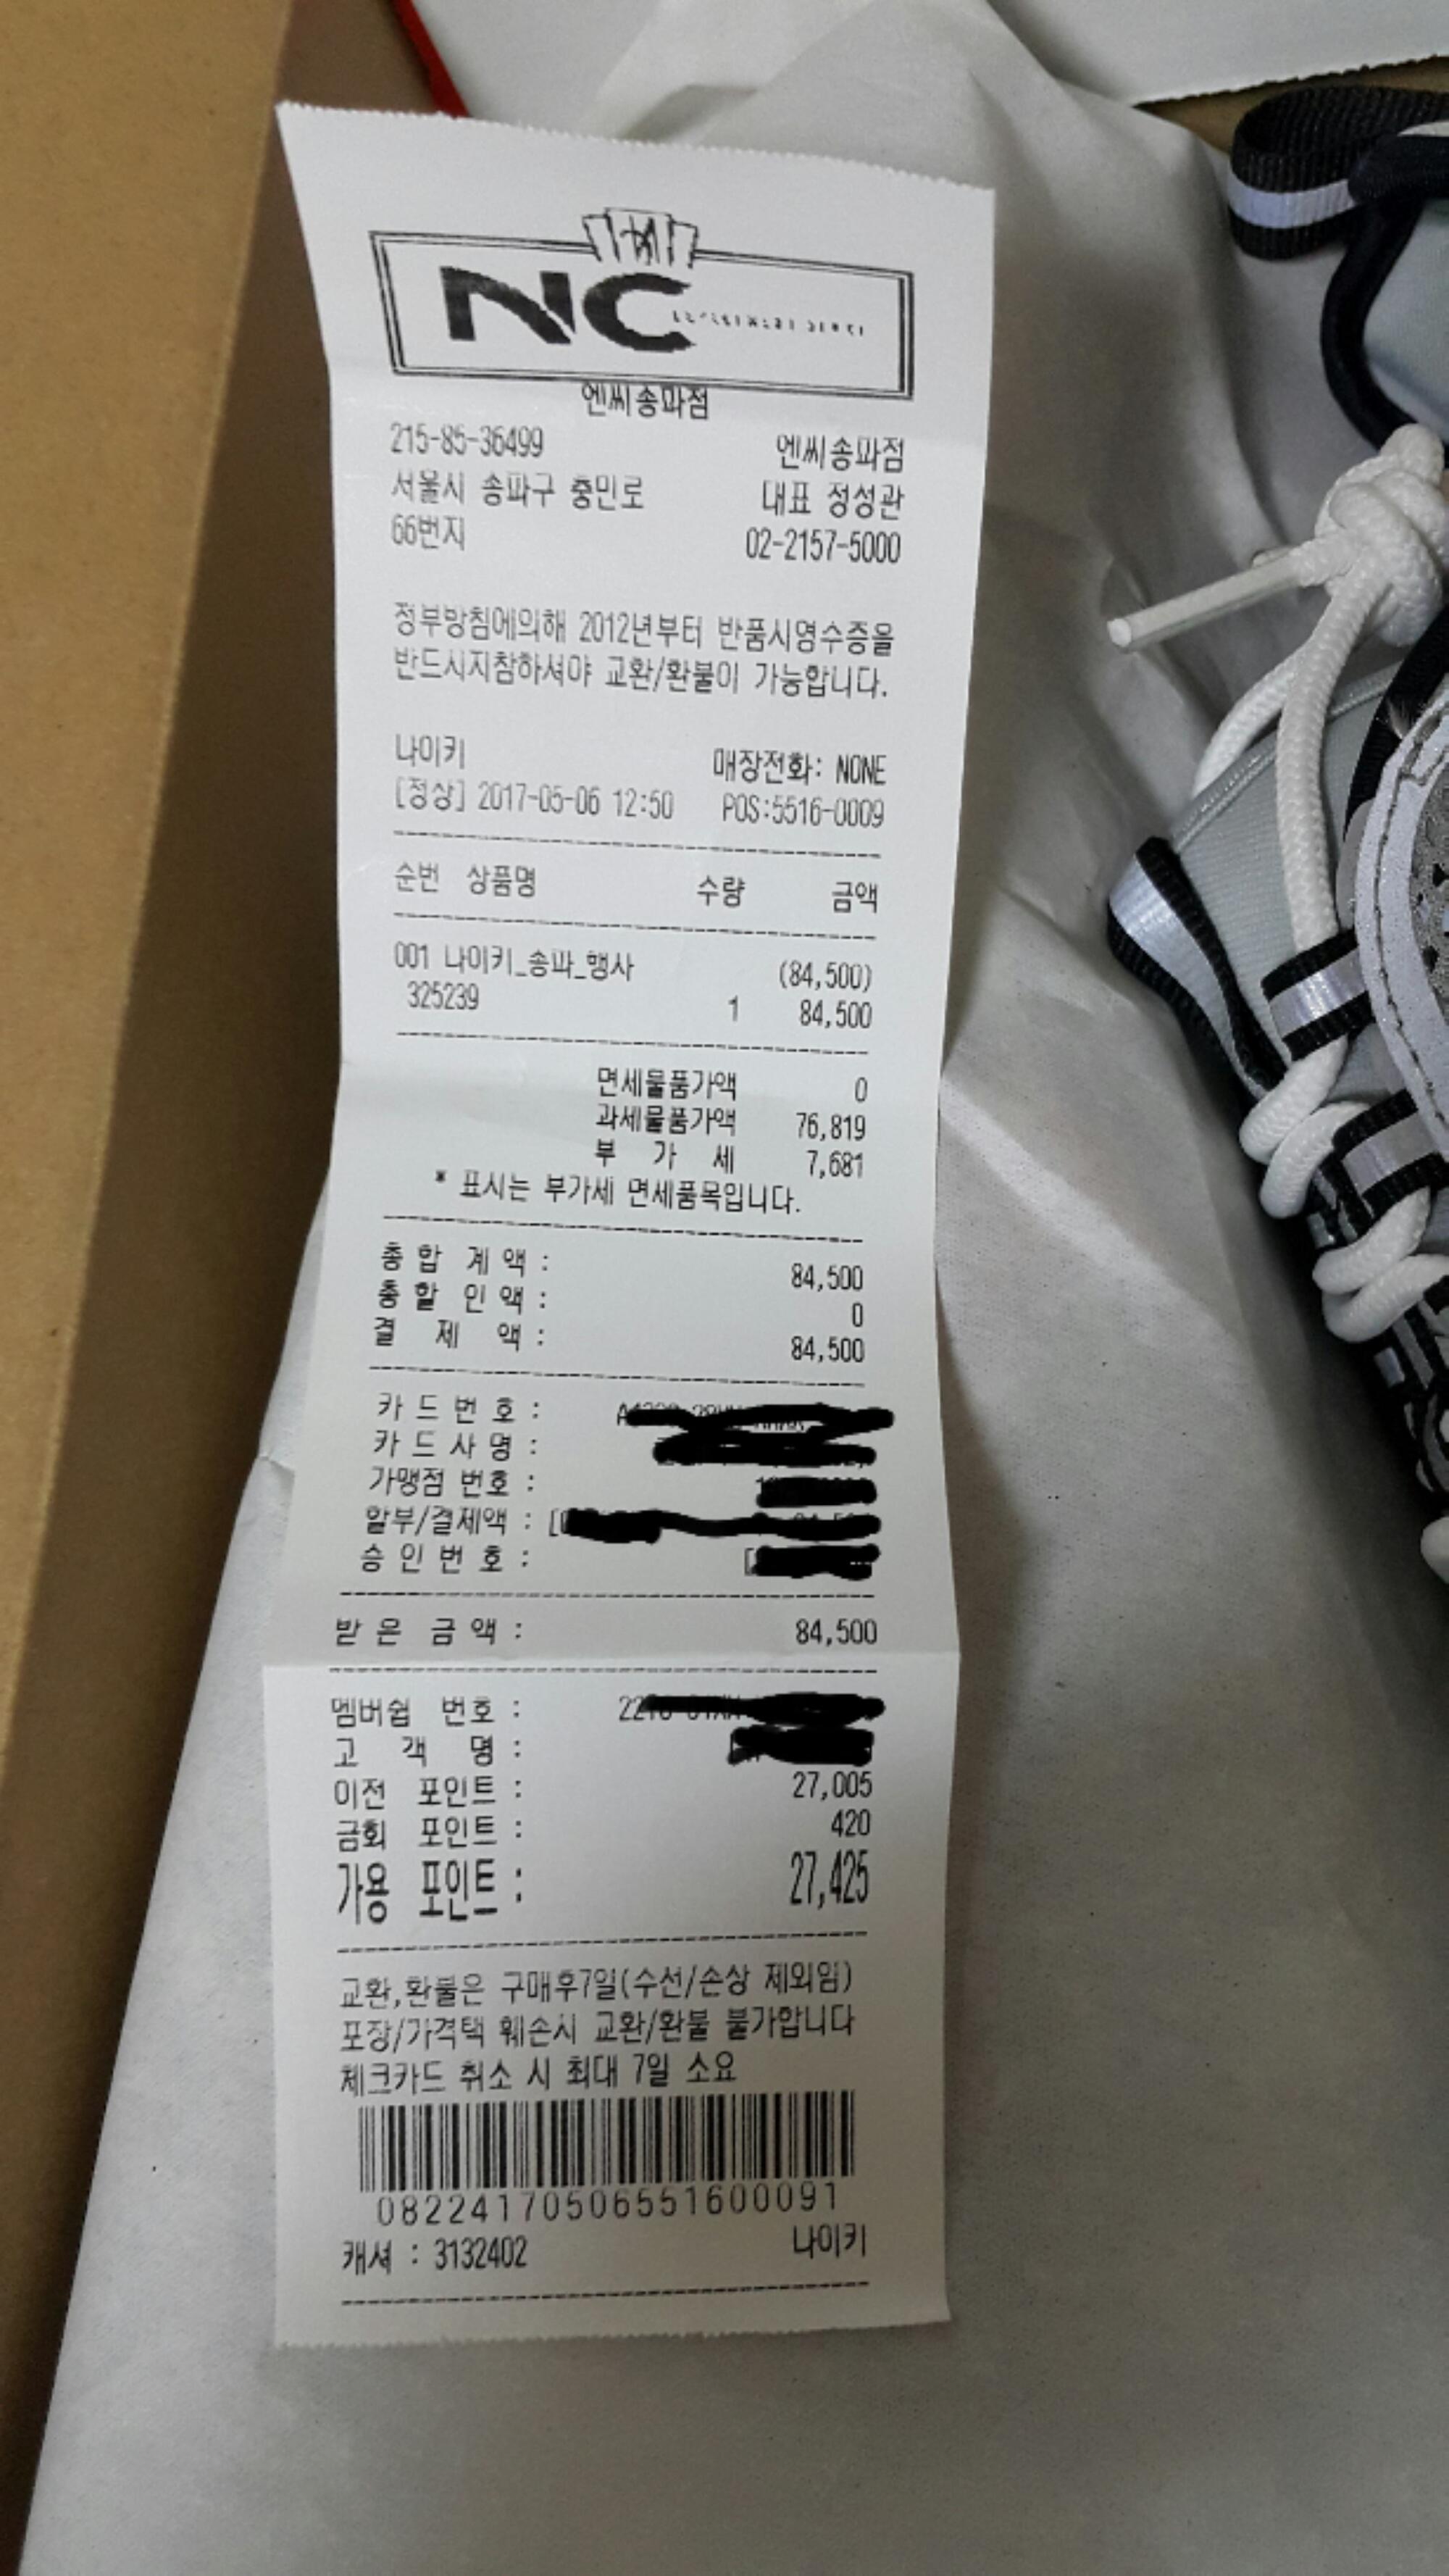 NC
엔씨송파점
215-85-36499 엔씨송파점
서울시 송파구 충민로 대표 정성관
66번지 02-2157-5000
정부방침에의해 2012년부터 반품시영수증을
반드시지참하셔야 교환/환불이 가능합니다.
나이키 매장전화: NONE
[정상] 2017-05-06 12:50 POS:5516-0009
순번 상품명 수량 금액
001 나이키_송파_행사 (84,500)
325239 1 84,500
면세물품가액 0
과세물품가액 76,819
부 가 세 7,681
* 표시는 부가세 면세품목입니다.
총 합 계 액 : 84,500
총 할 인 액 : 0
결 제 액 : 84,500
카 드 번 호 :
카 드 사 명 :
가맹점 번호 :
할부/결제액 : [
승 인 번 호 : [
받 은 금 액 : 84,500
멤버쉽 번호 :
고 객 명 :
이전 포인트 : 27,005
금회 포인트 : 420
가용 포인트 : 27,425
교환,환불은 구매후7일(수선/손상 제외임)
포장/가격택 훼손시 교환/환불 불가합니다
체크카드 취소 시 최대 7일 소요
08224170506551600091
캐셔 : 3132402 나이키